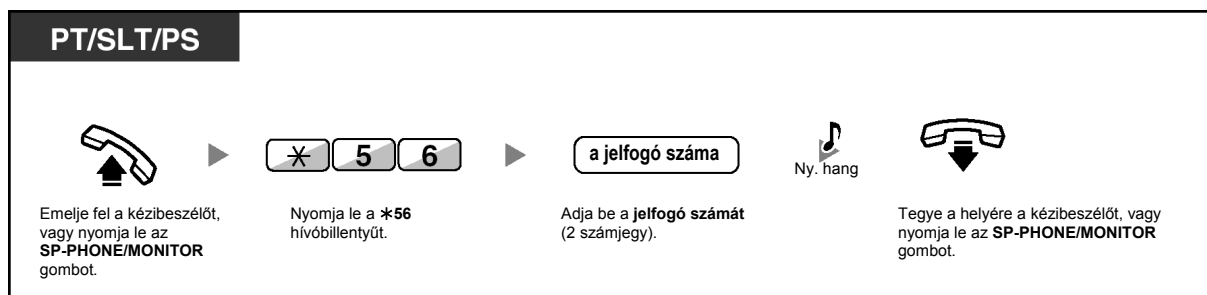 PT/SLT/PS
* 5 6
a jelfogó száma
Ny. hang
Emelje fel a kézibeszélőt,
vagy nyomja le az
SP-PHONE/MONITOR
gombot.
Nyomja le a *56
hívóbillentyűt.
Adja be a jelfogó számát
(2 számjegy).
Tegye a helyére a kézibeszélőt, vagy
nyomja le az SP-PHONE/MONITOR
gombot.